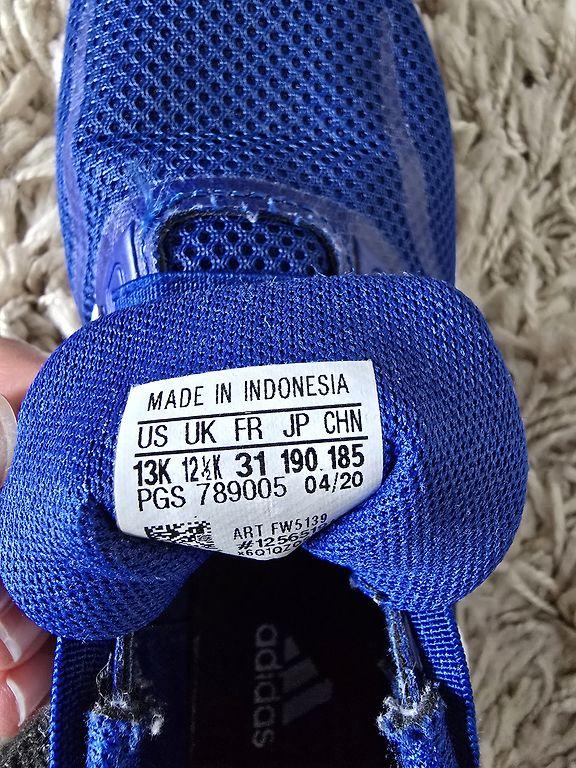 MADE IN INDONESIA
US UK FR JP CHN
13K 12½K 31 190 185
PGS 789005 04/20
ART FW5139
adidas